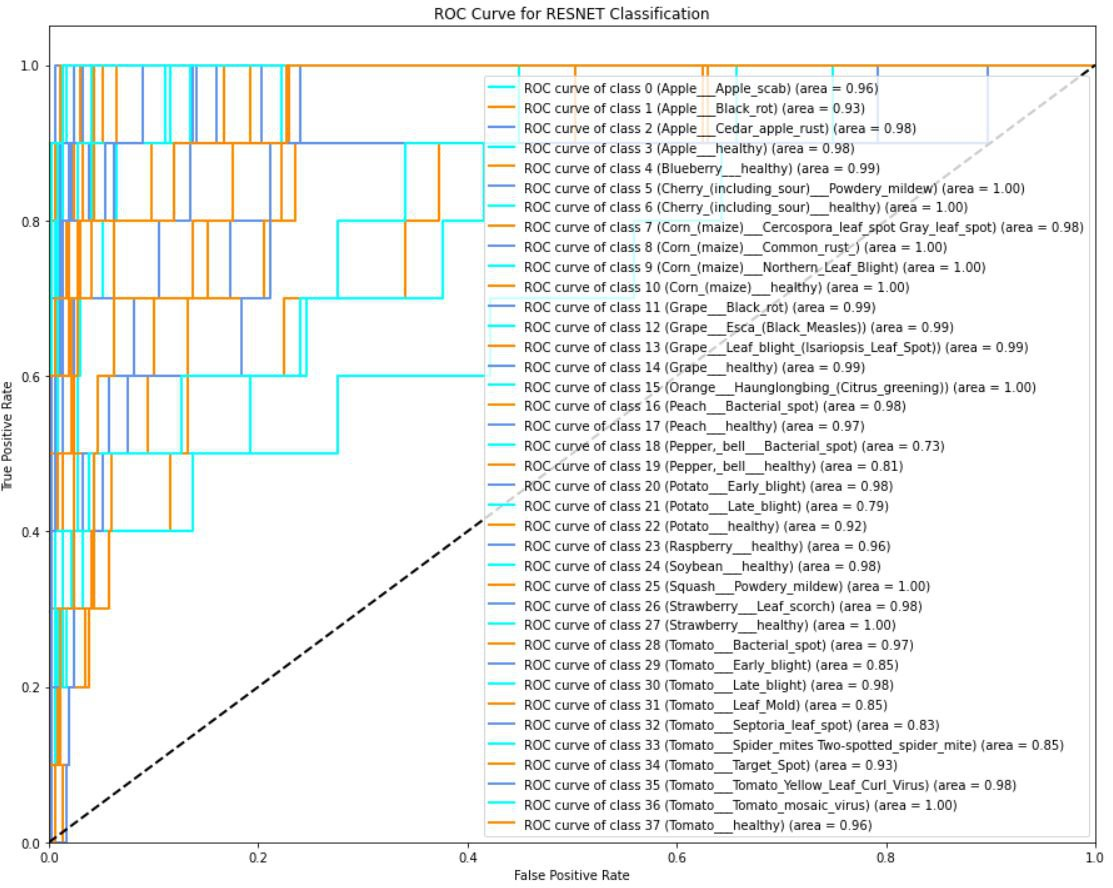 ROC Curve for RESNET Classification
1.0
0.8
0.6
0.4
0.2
0.0
True Positive Rate
ROC curve of class 0 (Apple___Apple_scab) (area = 0.96)
ROC curve of class 1 (Apple___Black_rot) (area = 0.93)
ROC curve of class 2 (Apple___Cedar_apple_rust) (area = 0.98)
ROC curve of class 3 (Apple___healthy) (area = 0.98)
ROC curve of class 4 (Blueberry___healthy) (area = 0.99)
ROC curve of class 5 (Cherry_(including_sour)___Powdery_mildew) (area = 1.00)
ROC curve of class 6 (Cherry_(including_sour)___healthy) (area = 1.00)
ROC curve of class 7 (Corn_(maize)___Cercospora_leaf_spot Gray_leaf_spot) (area = 0.98)
ROC curve of class 8 (Corn_(maize)___Common_rust_) (area = 1.00)
ROC curve of class 9 (Corn_(maize)___Northern_Leaf_Blight) (area = 1.00)
ROC curve of class 10 (Corn_(maize)___healthy) (area = 1.00)
ROC curve of class 11 (Grape___Black_rot) (area = 0.99)
ROC curve of class 12 (Grape___Esca_(Black_Measles)) (area = 0.99)
ROC curve of class 13 (Grape___Leaf_blight_(Isariopsis_Leaf_Spot)) (area = 0.99)
ROC curve of class 14 (Grape___healthy) (area = 0.99)
ROC curve of class 15 (Orange___Haunglongbing_(Citrus_greening)) (area = 1.00)
ROC curve of class 16 (Peach___Bacterial_spot) (area = 0.98)
ROC curve of class 17 (Peach___healthy) (area = 0.97)
ROC curve of class 18 (Pepper,_bell___Bacterial_spot) (area = 0.73)
ROC curve of class 19 (Pepper,_bell___healthy) (area = 0.81)
ROC curve of class 20 (Potato___Early_blight) (area = 0.98)
ROC curve of class 21 (Potato___Late_blight) (area = 0.79)
ROC curve of class 22 (Potato___healthy) (area = 0.92)
ROC curve of class 23 (Raspberry___healthy) (area = 0.96)
ROC curve of class 24 (Soybean___healthy) (area = 0.98)
ROC curve of class 25 (Squash___Powdery_mildew) (area = 1.00)
ROC curve of class 26 (Strawberry___Leaf_scorch) (area = 0.98)
ROC curve of class 27 (Strawberry___healthy) (area = 1.00)
ROC curve of class 28 (Tomato___Bacterial_spot) (area = 0.97)
ROC curve of class 29 (Tomato___Early_blight) (area = 0.85)
ROC curve of class 30 (Tomato___Late_blight) (area = 0.98)
ROC curve of class 31 (Tomato___Leaf_Mold) (area = 0.85)
ROC curve of class 32 (Tomato___Septoria_leaf_spot) (area = 0.83)
ROC curve of class 33 (Tomato___Spider_mites Two-spotted_spider_mite) (area = 0.85)
ROC curve of class 34 (Tomato___Target_Spot) (area = 0.93)
ROC curve of class 35 (Tomato___Tomato_Yellow_Leaf_Curl_Virus) (area = 0.98)
ROC curve of class 36 (Tomato___Tomato_mosaic_virus) (area = 1.00)
ROC curve of class 37 (Tomato___healthy) (area = 0.96)
0.0 0.2 0.4 0.6 0.8 1.0
False Positive Rate